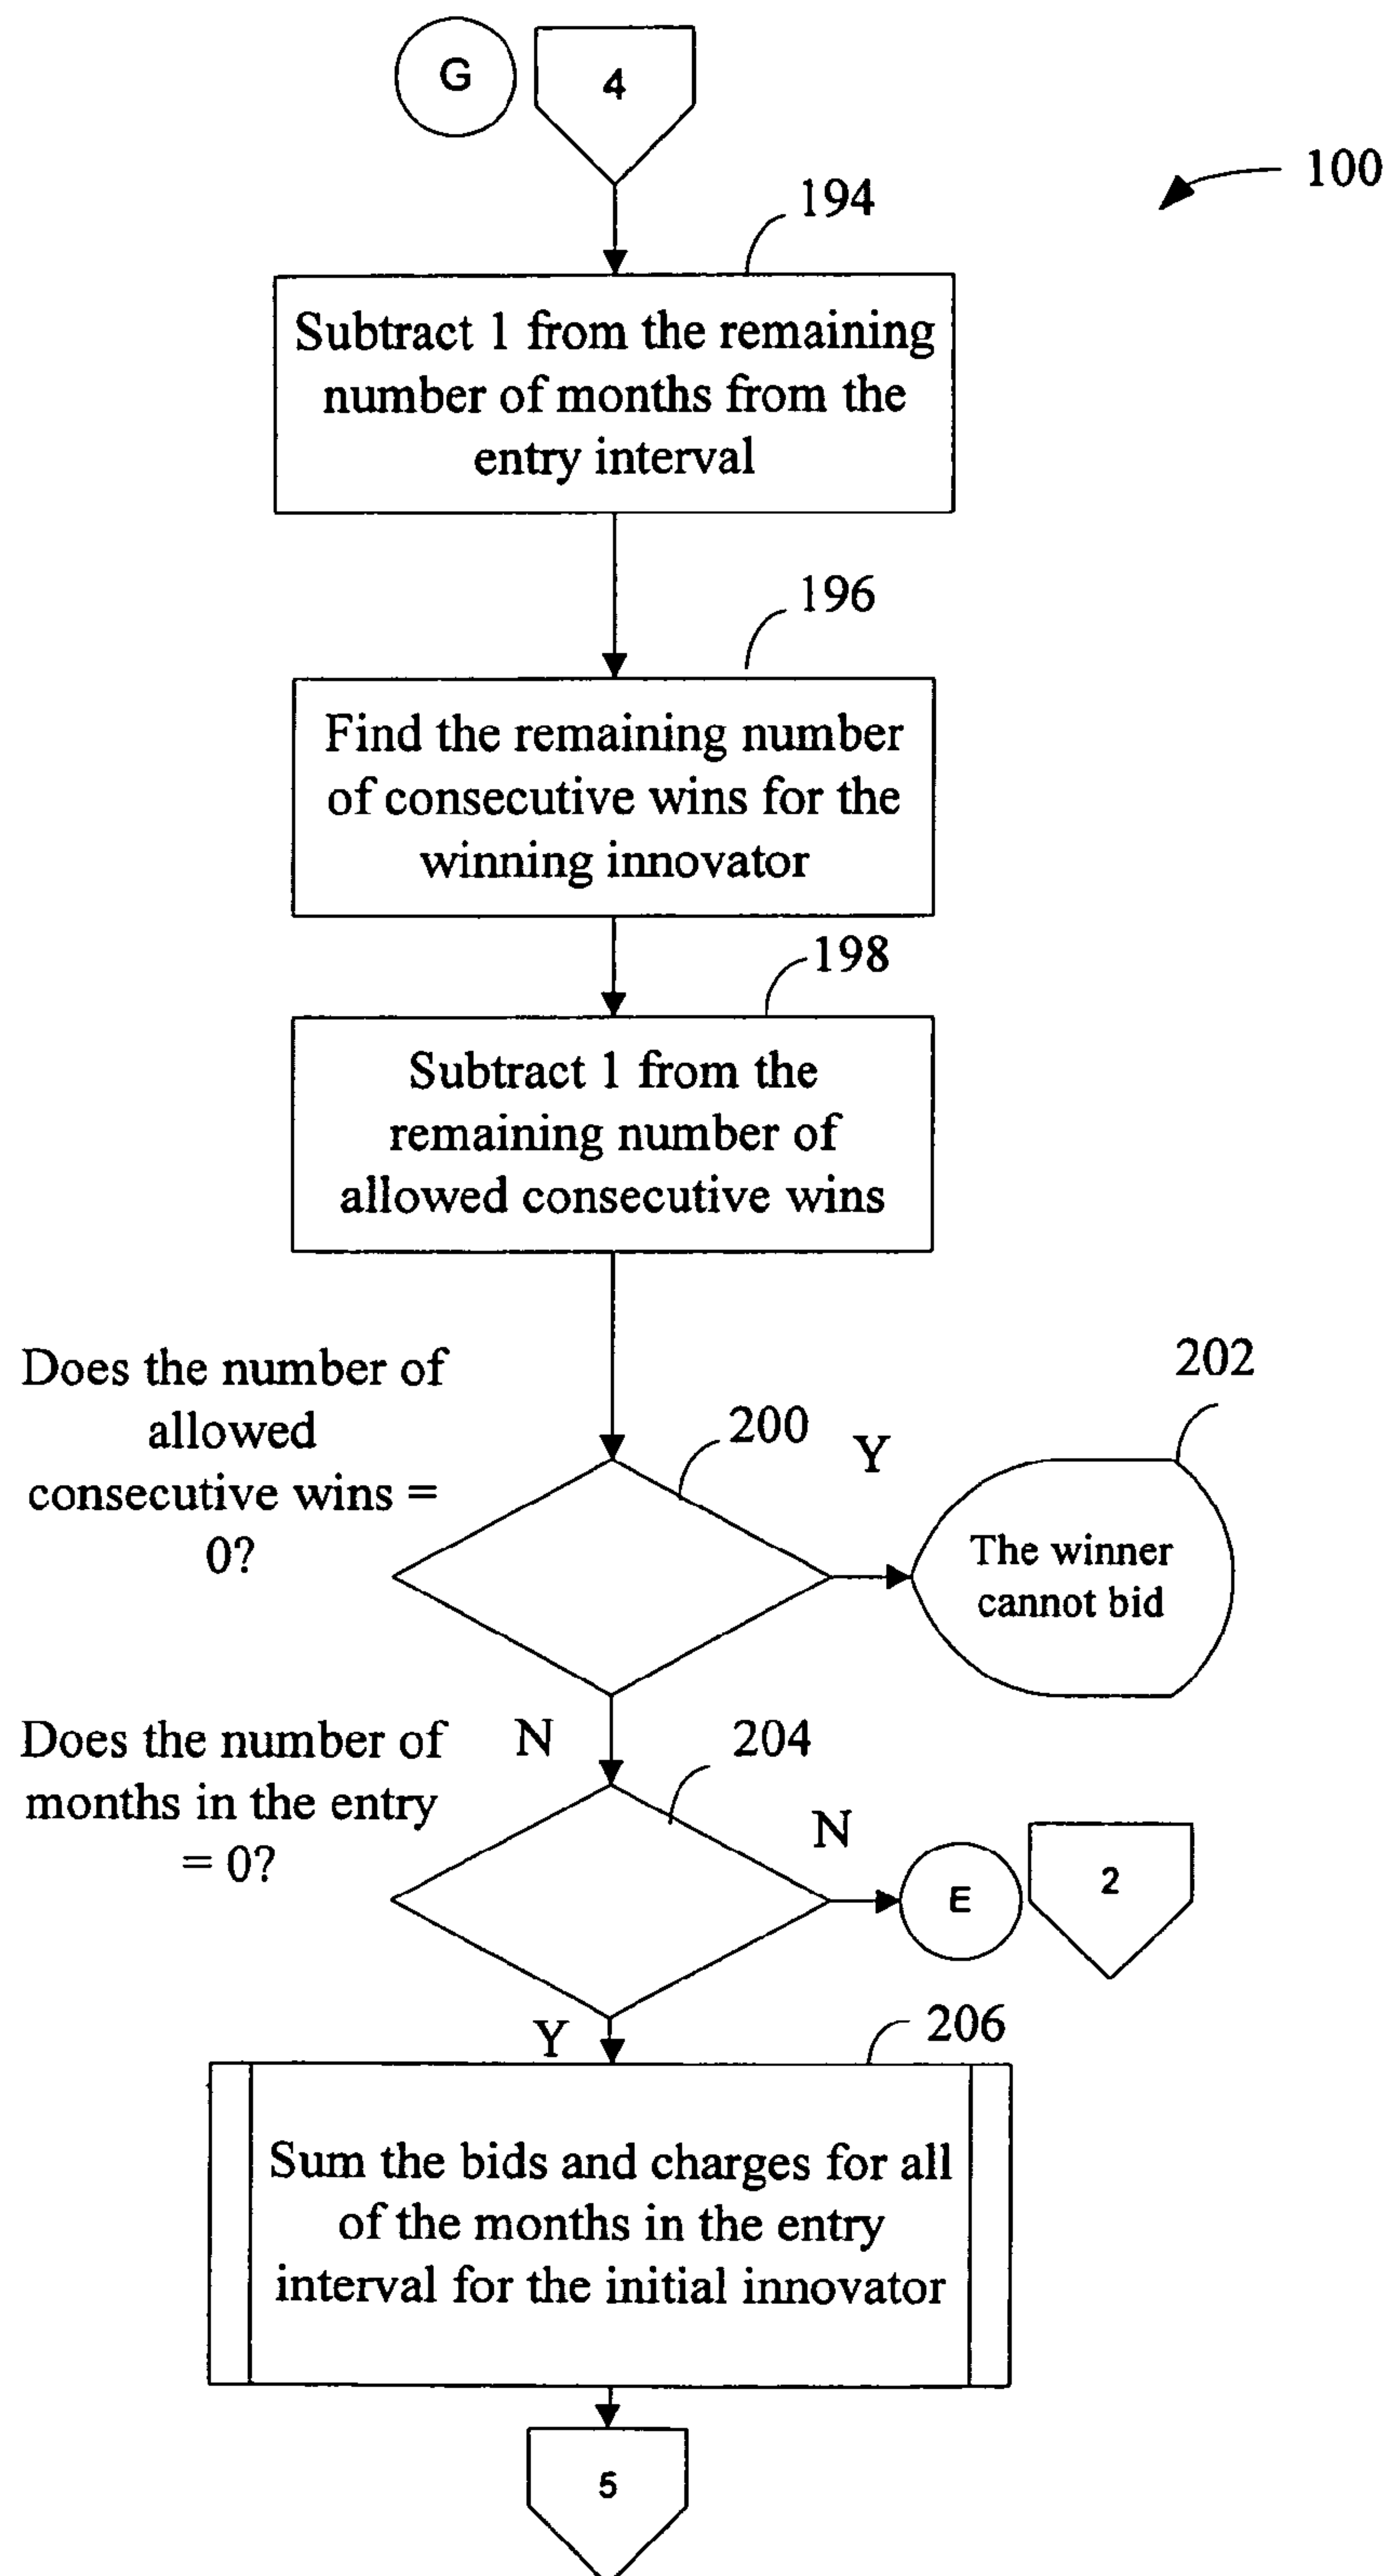 G
4
100
194
Subtract 1 from the remaining
number of months from the
entry interval
196
Find the remaining number
of consecutive wins for the
winning innovator
198
Subtract 1 from the
remaining number of
allowed consecutive wins
Does the number of
allowed
consecutive wins =
0?
200
Y
202
The winner
cannot bid
N
Does the number of
months in the entry
= 0?
204
N
E
2
Y
206
Sum the bids and charges for all
of the months in the entry
interval for the initial innovator
5